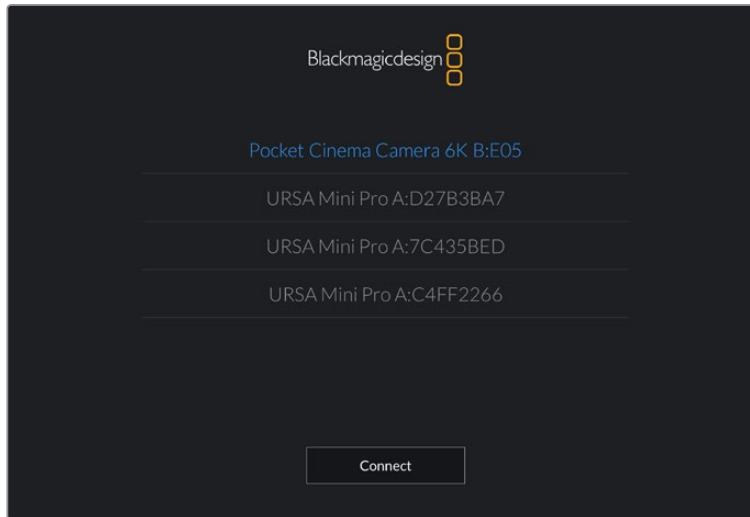 Blackmagicdesign
Pocket Cinema Camera 6K B:E05
URSA Mini Pro A:D27B3BA7
URSA Mini Pro A:7C435BED
URSA Mini Pro A:C4FF2266
Connect